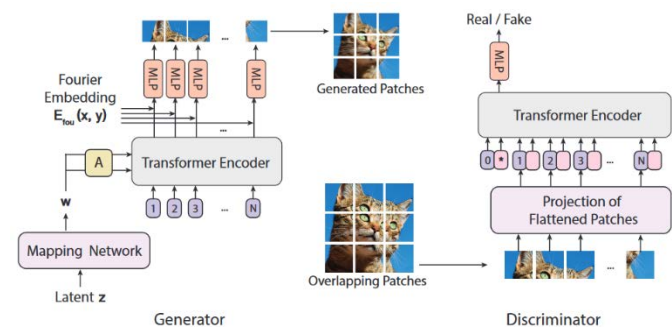 MLP
MLP
MLP
...
MLP
Fourier
Embedding
E_fou (x, y)
...
A
Transformer Encoder
w
1 2 3 ... N
Mapping Network
Latent z
Generator
...
Generated Patches
Overlapping Patches
Real / Fake
MLP
Transformer Encoder
0 * 1 2 3 ... N
Projection of
Flattened Patches
...
Discriminator